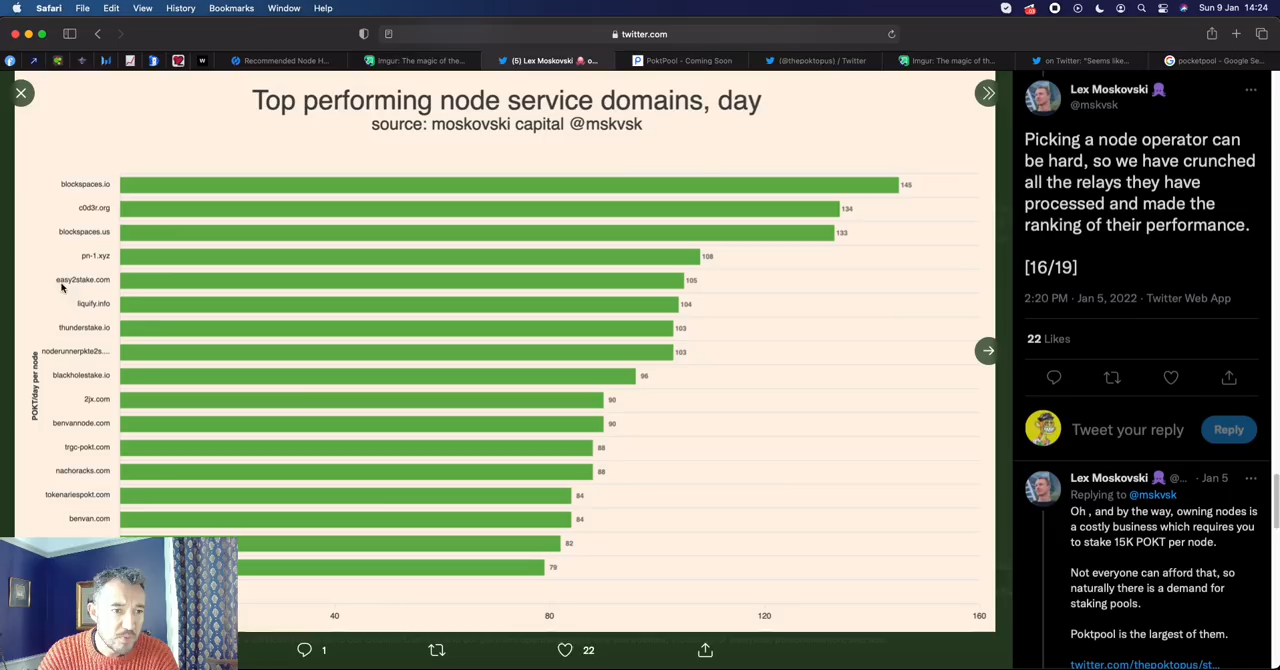 Safari File Edit View History Bookmarks Window Help
Sun 9 Jan 14:24
twitter.com
Recommended Node H...
Imgur: The magic of the...
(5) Lex Moskovski 🐙 o...
PoktPool - Coming Soon
(@thepoktopus) / Twitter
Imgur: The magic of th...
on Twitter: "Seems like...
pocketpool - Google Se...
Top performing node service domains, day
source: moskovski capital @mskvsk
POKT/day per node
blockspaces.io 145
c0d3r.org 134
blockspaces.us 133
pn-1.xyz 108
easy2stake.com 105
liquify.info 104
thunderstake.io 103
noderunnerpkte2s.... 103
blackholestake.io 96
2jx.com 90
benvannode.com 90
trgc-pokt.com 88
nachoracks.com 88
tokenariespokt.com 84
benvan.com 84
82
79
40 80 120 160
1
22
Lex Moskovski 🐙
@mskvsk
Picking a node operator can
be hard, so we have crunched
all the relays they have
processed and made the
ranking of their performance.
[16/19]
2:20 PM · Jan 5, 2022 · Twitter Web App
22 Likes
Tweet your reply
Reply
Lex Moskovski 🐙 @... · Jan 5
Replying to @mskvsk
Oh , and by the way, owning nodes is
a costly business which requires you
to stake 15K POKT per node.
Not everyone can afford that, so
naturally there is a demand for
staking pools.
Poktpool is the largest of them.
twitter.com/thepoktopus/st...